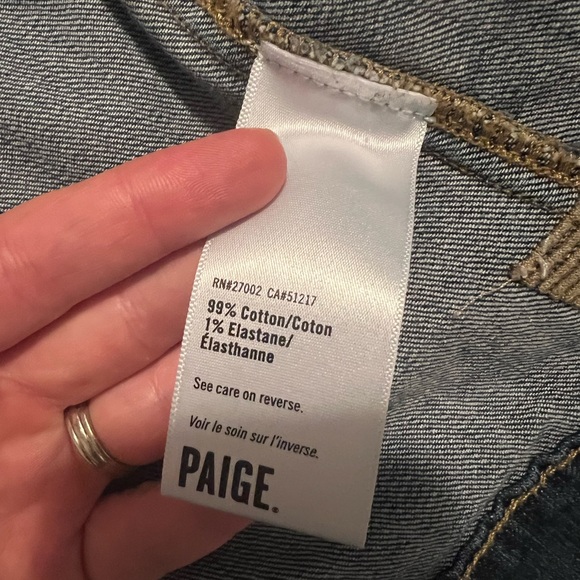 RN#27002 CA#51217
99% Cotton/Coton
1% Elastane/
Élasthanne
See care on reverse.
Voir le soin sur l'inverse.
PAIGE.